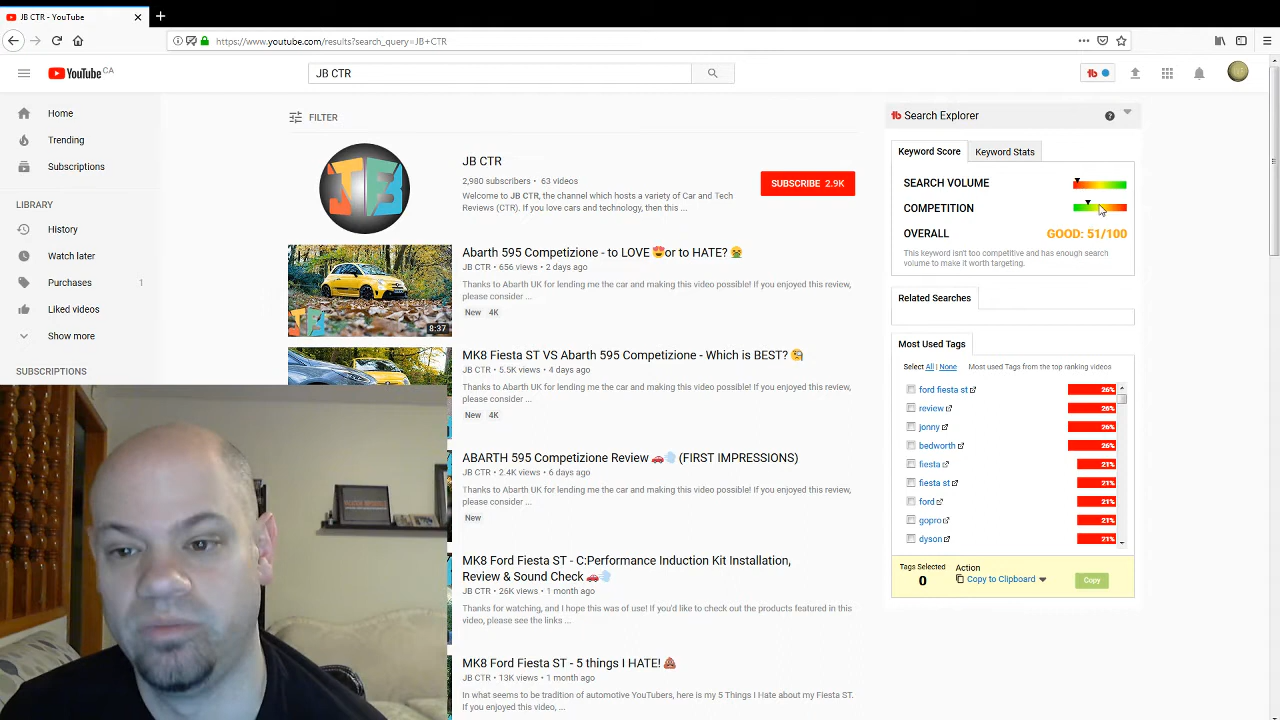 JB CTR - YouTube
https://www.youtube.com/results?search_query=JB+CTR
YouTube CA
JB CTR
tb
Home
Trending
Subscriptions
LIBRARY
History
Watch later
Purchases 1
Liked videos
Show more
SUBSCRIPTIONS
FILTER
JB
JB CTR
2,980 subscribers • 63 videos
Welcome to JB CTR, the channel which hosts a variety of Car and Tech
Reviews (CTR). If you love cars and technology, then this ...
SUBSCRIBE 2.9K
8:37
Abarth 595 Competizione - to LOVE 😍or to HATE? 🤮
JB CTR • 656 views • 2 days ago
Thanks to Abarth UK for lending me the car and making this video possible! If you enjoyed this review,
please consider ...
New 4K
MK8 Fiesta ST VS Abarth 595 Competizione - Which is BEST? 🧐
JB CTR • 5.5K views • 4 days ago
Thanks to Abarth UK for lending me the car and making this video possible! If you enjoyed this review,
please consider ...
New 4K
ABARTH 595 Competizione Review 🚗💨 (FIRST IMPRESSIONS)
JB CTR • 2.4K views • 6 days ago
Thanks to Abarth UK for lending me the car and making this video possible! If you enjoyed this review,
please consider ...
New
MK8 Ford Fiesta ST - C:Performance Induction Kit Installation,
Review & Sound Check 🚗💨
JB CTR • 26K views • 1 month ago
Thanks for watching, and I hope this was of use! If you'd like to check out the products featured in this
video, please see the links ...
MK8 Ford Fiesta ST - 5 things I HATE! 💩
JB CTR • 13K views • 1 month ago
In what seems to be tradition of automotive YouTubers, here is my 5 Things I Hate about my Fiesta ST.
If you enjoyed this video, ...
tb Search Explorer ?
Keyword Score Keyword Stats
SEARCH VOLUME
COMPETITION
OVERALL GOOD: 51/100
This keyword isn't too competitive and has enough search
volume to make it worth targeting.
Related Searches
Most Used Tags
Select All | None Most used Tags from the top ranking videos
ford fiesta st 26%
review 26%
jonny 26%
bedworth 26%
fiesta 21%
fiesta st 21%
ford 21%
gopro 21%
dyson 21%
Tags Selected
0
Action
Copy to Clipboard
Copy